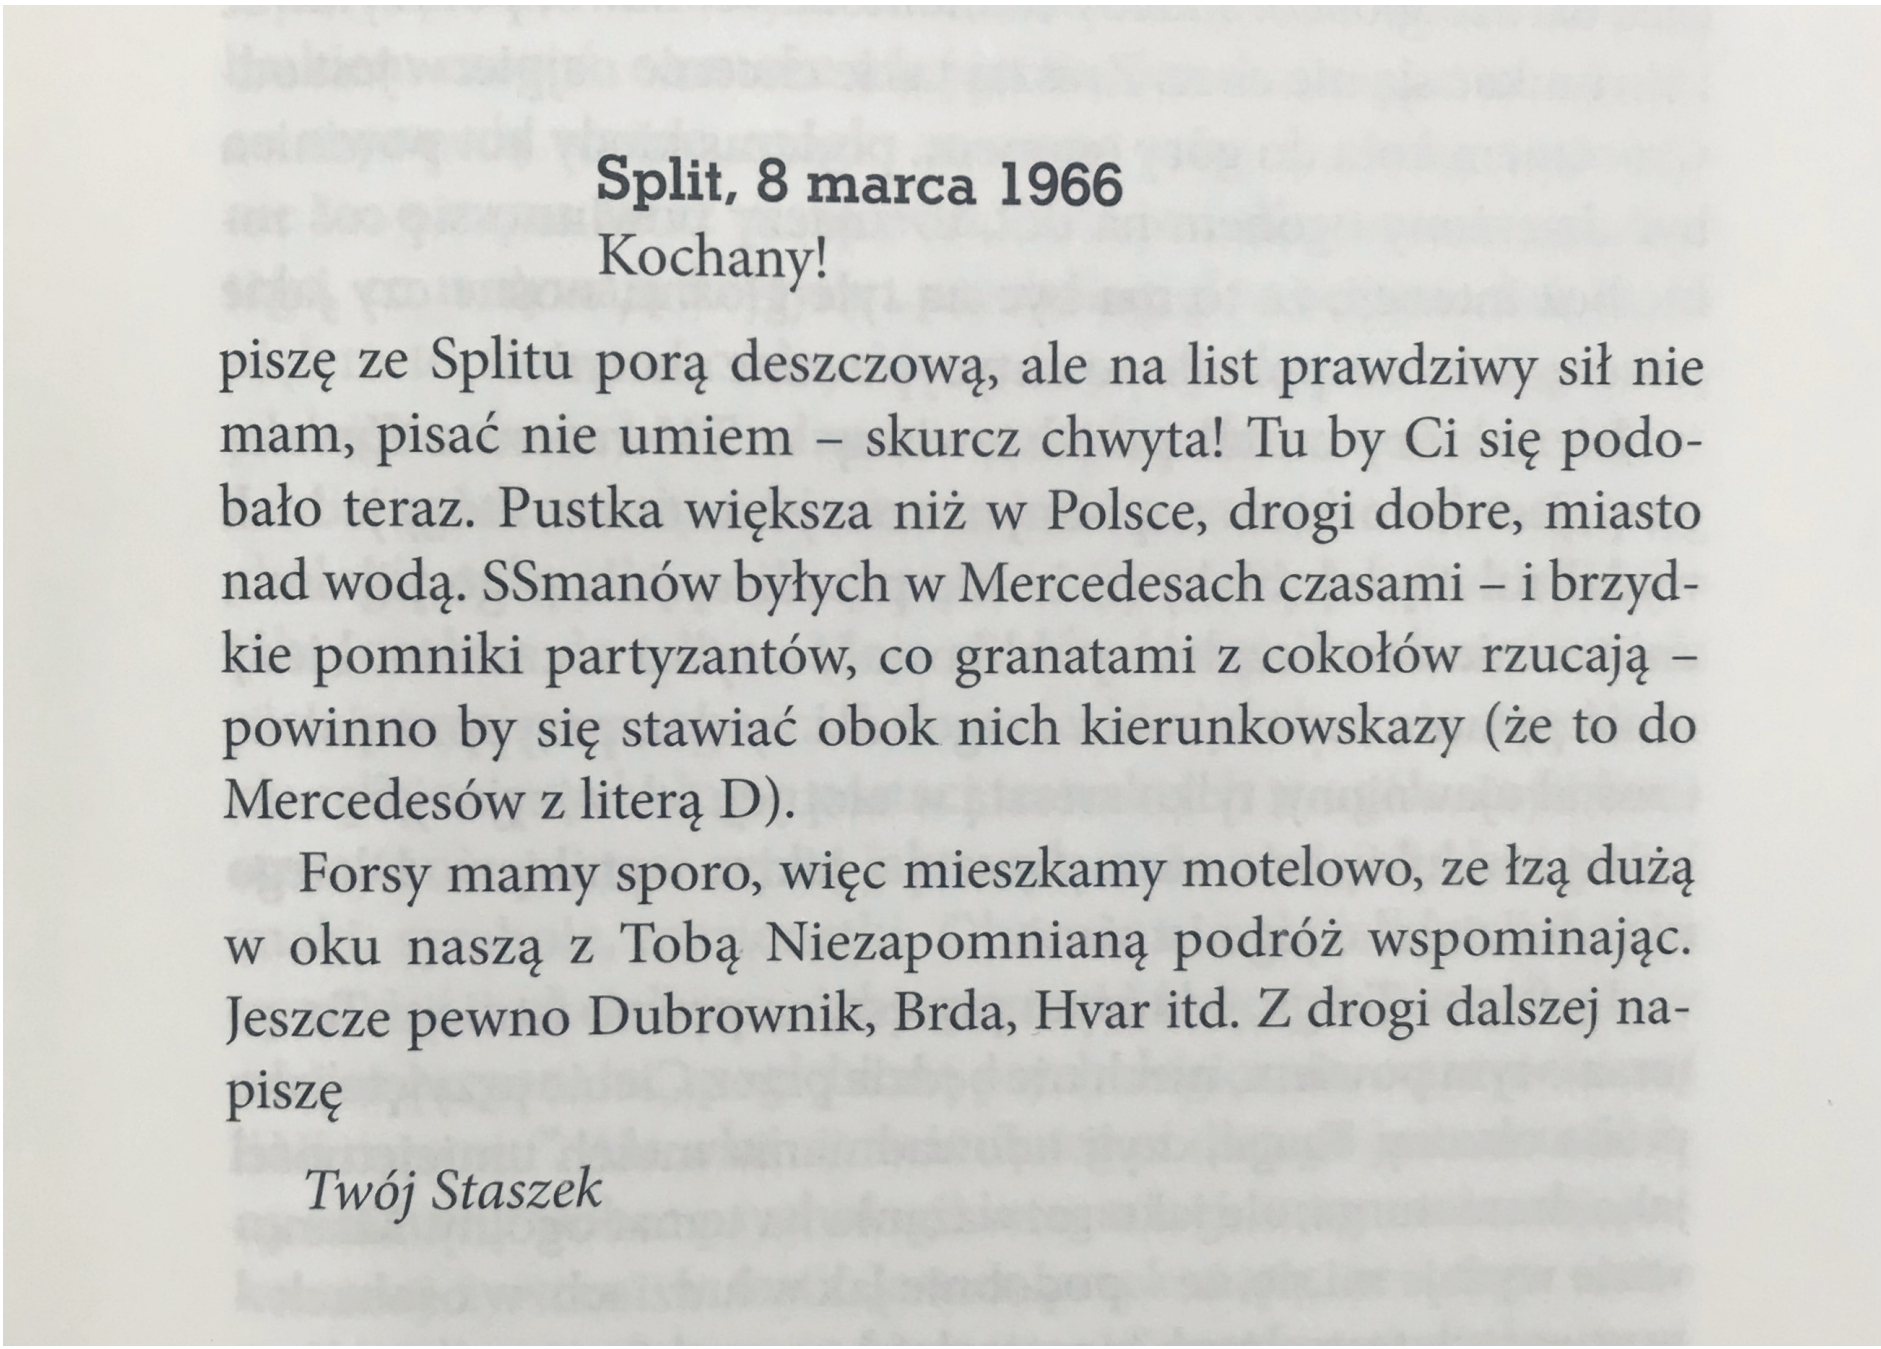 Split, 8 marca 1966
Kochany!
piszę ze Splitu porą deszczową, ale na list prawdziwy sił nie
mam, pisać nie umiem – skurcz chwyta! Tu by Ci się podo-
bało teraz. Pustka większa niż w Polsce, drogi dobre, miasto
nad wodą. SSmanów byłych w Mercedesach czasami – i brzyd-
kie pomniki partyzantów, co granatami z cokołów rzucają –
powinno by się stawiać obok nich kierunkowskazy (że to do
Mercedesów z literą D).
Forsy mamy sporo, więc mieszkamy motelowo, ze łzą dużą
w oku naszą z Tobą Niezapomnianą podróż wspominając.
Jeszcze pewno Dubrownik, Brda, Hvar itd. Z drogi dalszej na-
piszę
Twój Staszek